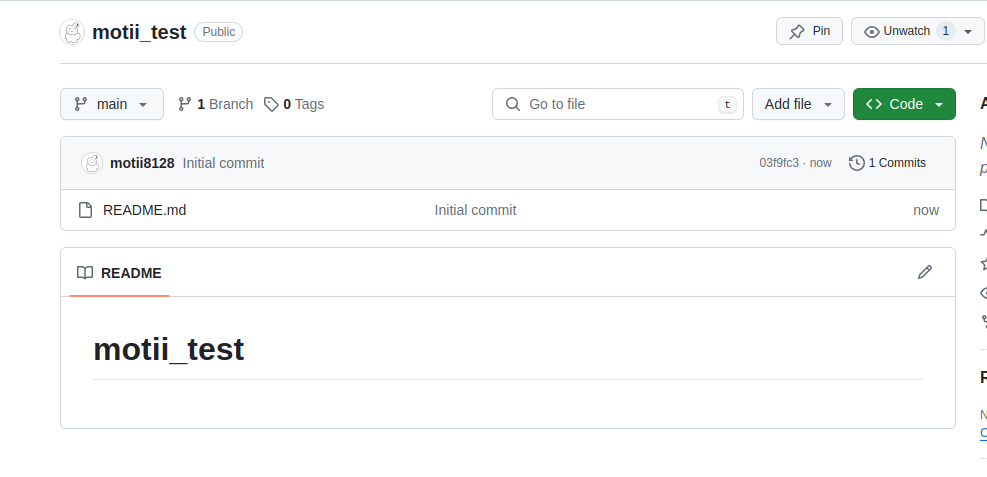 motii_test Public Pin Unwatch 1
main 1 Branch 0 Tags Go to file t Add file Code
motii8128 Initial commit 03f9fc3 · now 1 Commits
README.md Initial commit now
README
motii_test